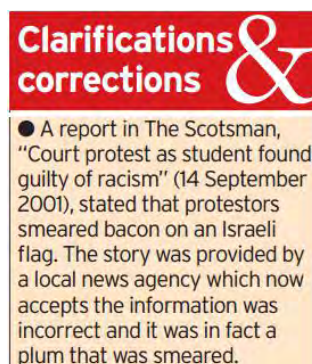 Clarifications &
corrections
● A report in The Scotsman,
“Court protest as student found
guilty of racism” (14 September
2001), stated that protestors
smeared bacon on an Israeli
flag. The story was provided by
a local news agency which now
accepts the information was
incorrect and it was in fact a
plum that was smeared.